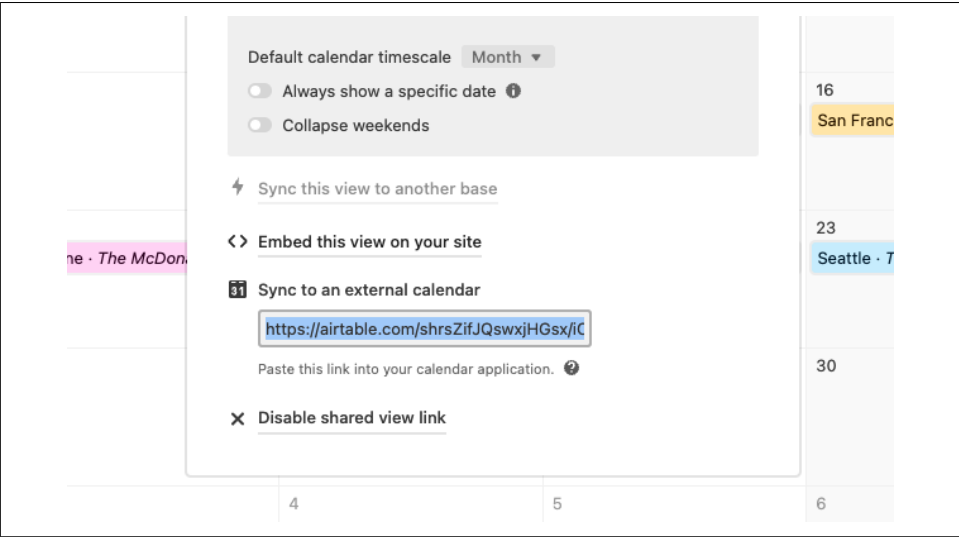 Default calendar timescale Month
Always show a specific date
16
Collapse weekends
San Franc
Sync this view to another base
23
Embed this view on your site
ne · The McDona
Seattle · T
31 Sync to an external calendar
https://airtable.com/shrsZifJQswxjHGsx/iC
Paste this link into your calendar application.
30
Disable shared view link
4 5 6